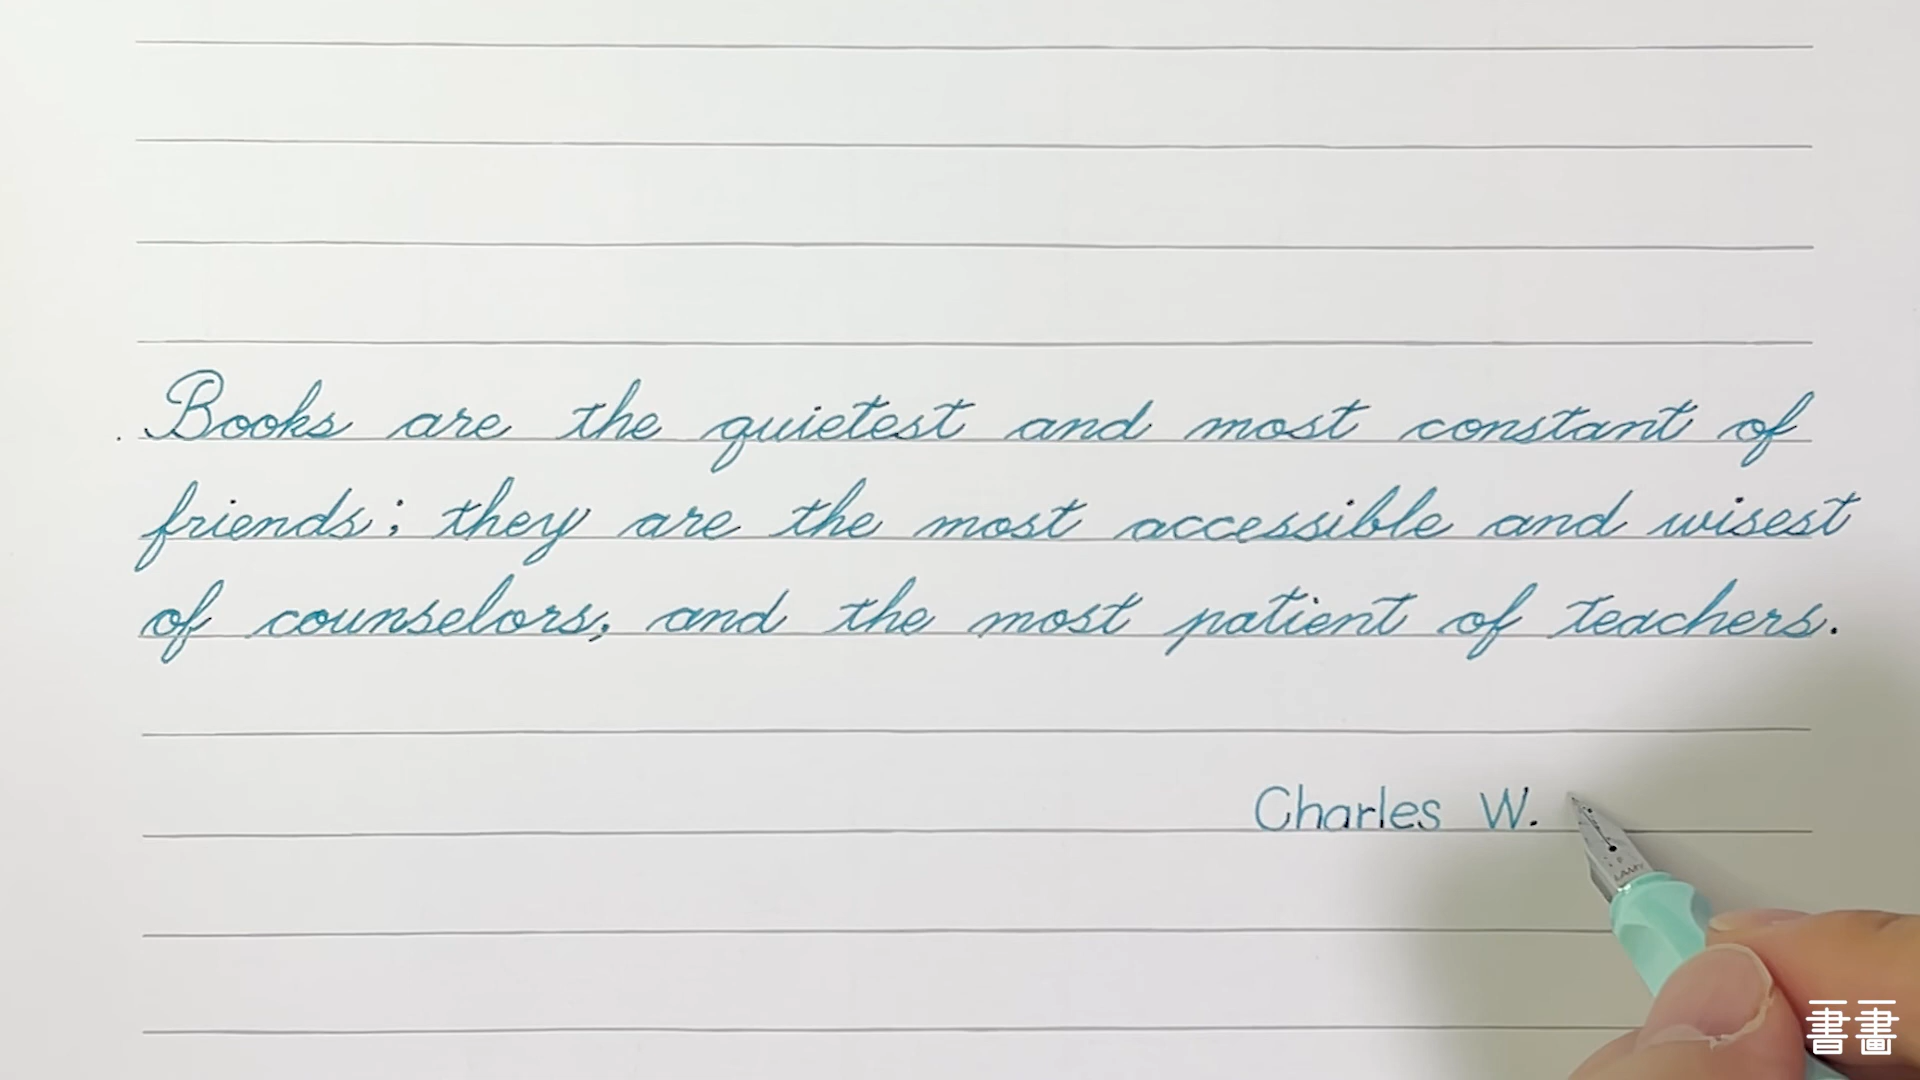 Books are the quietest and most constant of
friends; they are the most accessible and wisest
of counselors, and the most patient of teachers.
Charles W.
LAMY
書畫